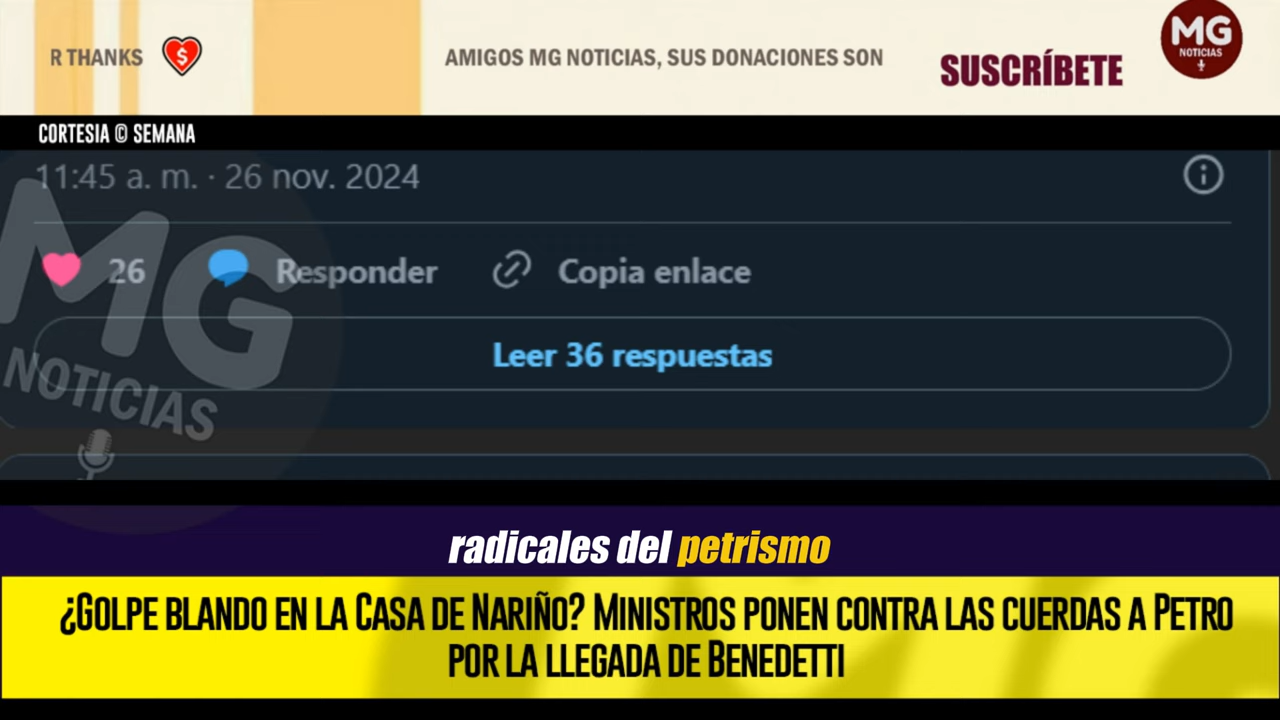 R THANKS
AMIGOS MG NOTICIAS, SUS DONACIONES SON
SUSCRÍBETE
MG
NOTICIAS
CORTESIA © SEMANA
11:45 a. m. · 26 nov. 2024
26 Responder Copia enlace
Leer 36 respuestas
MG
NOTICIAS
radicales del petrismo
¿GOLPE BLANDO EN LA CASA DE NARIÑO? MINISTROS PONEN CONTRA LAS CUERDAS A PETRO
POR LA LLEGADA DE BENEDETTI